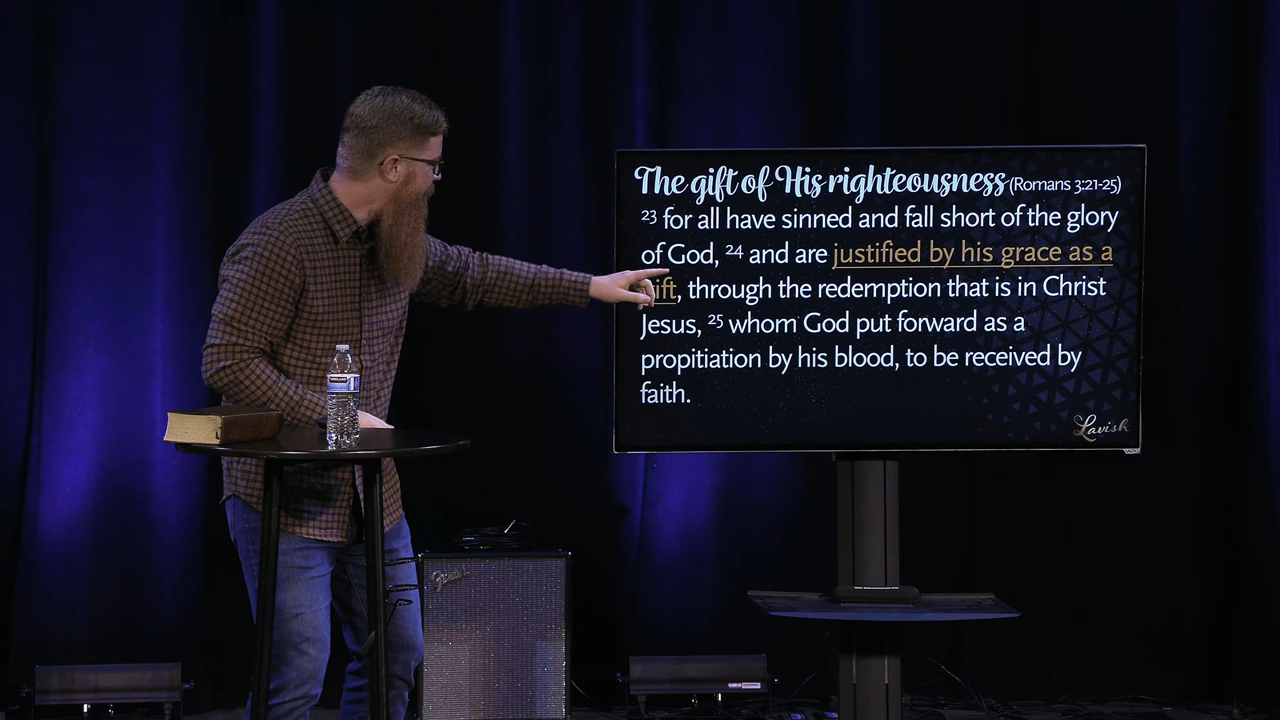 The gift of His righteousness (Romans 3:21-25)
23 for all have sinned and fall short of the glory
of God, 24 and are justified by his grace as a
ift, through the redemption that is in Christ
Jesus, 25 whom God put forward as a
propitiation by his blood, to be received by
faith.
Lavish
Fender